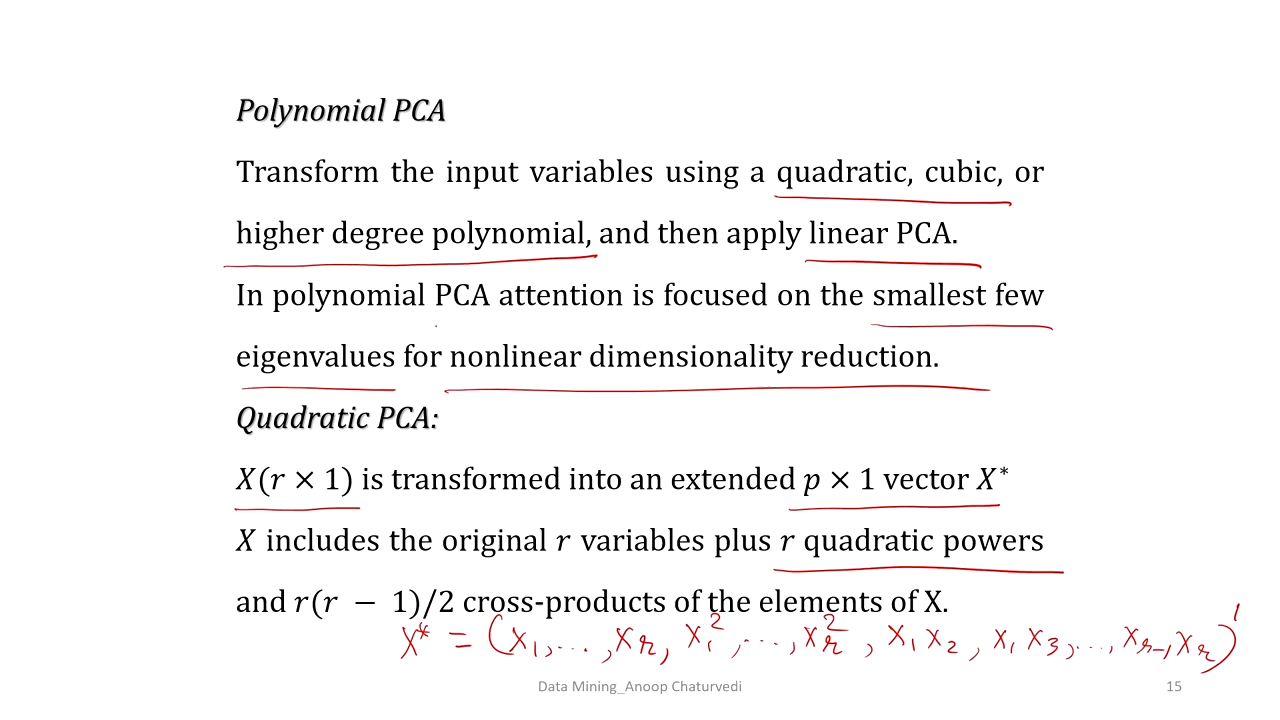 Polynomial PCA
Transform the input variables using a quadratic, cubic, or
higher degree polynomial, and then apply linear PCA.
In polynomial PCA attention is focused on the smallest few
eigenvalues for nonlinear dimensionality reduction.
Quadratic PCA:
X(r × 1) is transformed into an extended p × 1 vector X*
X includes the original r variables plus r quadratic powers
and r(r − 1)/2 cross-products of the elements of X.
X* = (X₁, ..., Xᵣ, X₁², ..., Xᵣ², X₁X₂, X₁X₃, ..., Xᵣ₋₁Xᵣ)'
Data Mining_Anoop Chaturvedi
15